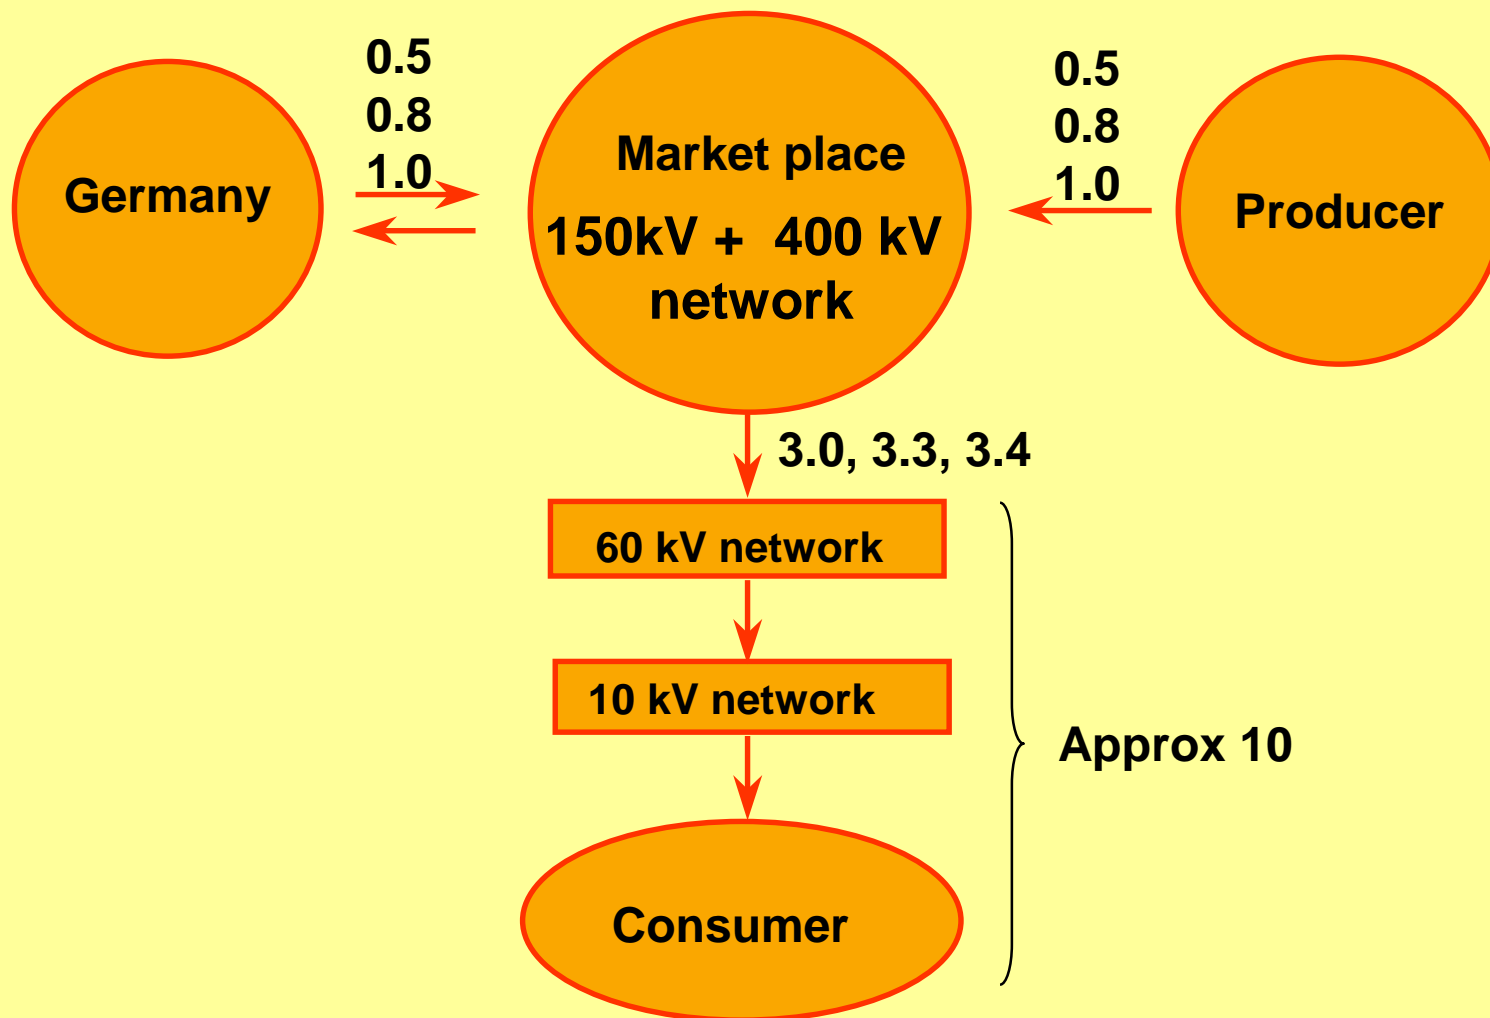 Germany
0.5
0.8
1.0
Market place
150kV + 400 kV
network
0.5
0.8
1.0
Producer
3.0, 3.3, 3.4
60 kV network
10 kV network
Approx 10
Consumer